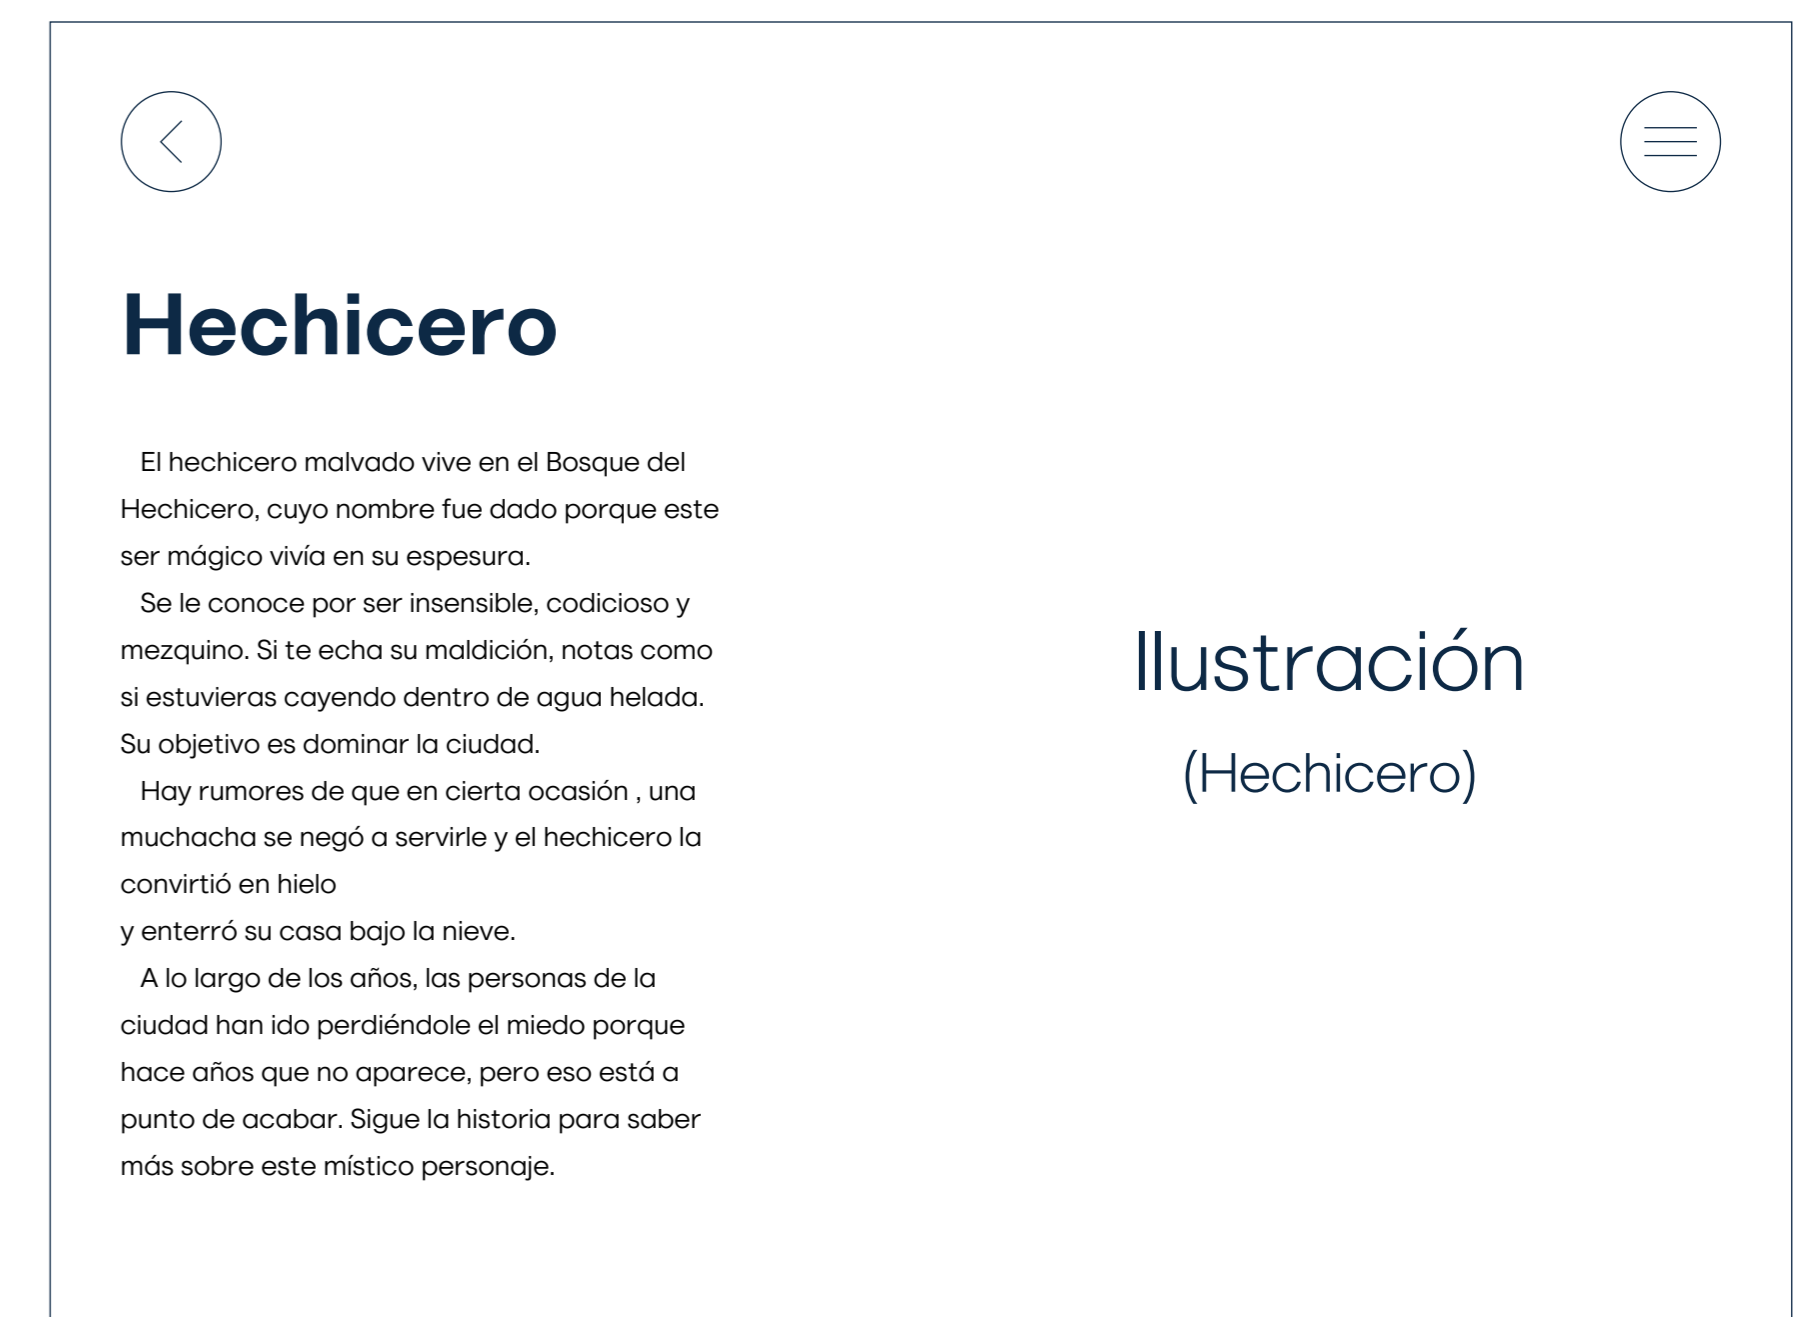 Hechicero
El hechicero malvado vive en el Bosque del
Hechicero, cuyo nombre fue dado porque este
ser mágico vivía en su espesura.
Se le conoce por ser insensible, codicioso y
mezquino. Si te echa su maldición, notas como
si estuvieras cayendo dentro de agua helada.
Su objetivo es dominar la ciudad.
Hay rumores de que en cierta ocasión , una
muchacha se negó a servirle y el hechicero la
convirtió en hielo
y enterró su casa bajo la nieve.
A lo largo de los años, las personas de la
ciudad han ido perdiéndole el miedo porque
hace años que no aparece, pero eso está a
punto de acabar. Sigue la historia para saber
más sobre este místico personaje.
Ilustración
(Hechicero)